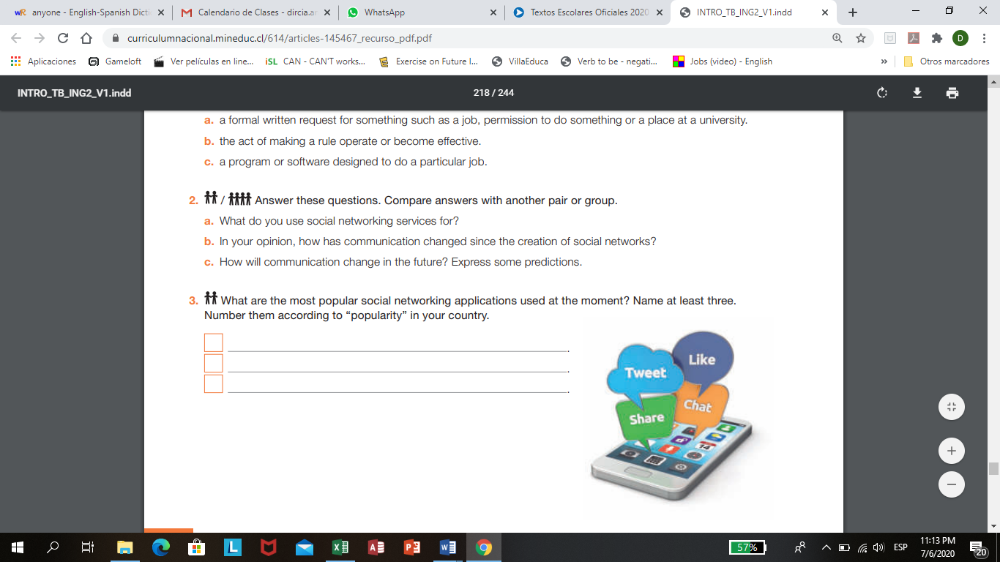 anyone - English-Spanish Dicti
Calendario de Clases - dircia.ar
WhatsApp
Textos Escolares Oficiales 2020
INTRO_TB_ING2_V1.indd
curriculumnacional.mineduc.cl/614/articles-145467_recurso_pdf.pdf
D
Aplicaciones
Gameloft
Ver películas en line...
iSL CAN - CAN'T works...
Exercise on Future I...
VillaEduca
Verb to be - negati...
Jobs (video) - English
»
Otros marcadores
INTRO_TB_ING2_V1.indd
218 / 244
a. a formal written request for something such as a job, permission to do something or a place at a university.
b. the act of making a rule operate or become effective.
c. a program or software designed to do a particular job.
2. / Answer these questions. Compare answers with another pair or group.
a. What do you use social networking services for?
b. In your opinion, how has communication changed since the creation of social networks?
c. How will communication change in the future? Express some predictions.
3. What are the most popular social networking applications used at the moment? Name at least three.
Number them according to “popularity” in your country.
Like
Tweet
Chat
Share
14
57%
ESP
11:13 PM
7/6/2020
20